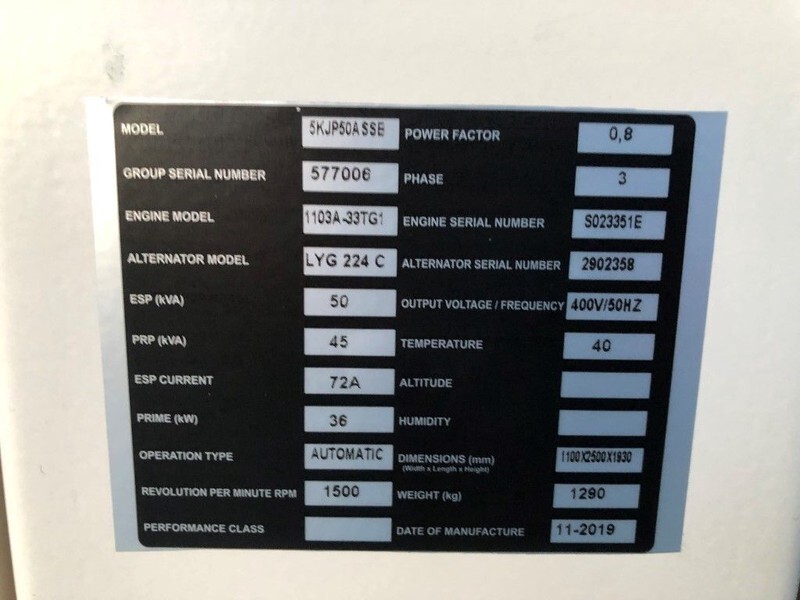 MODEL 5KJP50ASSE POWER FACTOR 0,8
GROUP SERIAL NUMBER 577006 PHASE 3
ENGINE MODEL 1103A-33TG1 ENGINE SERIAL NUMBER S023351E
ALTERNATOR MODEL LYG 224 C ALTERNATOR SERIAL NUMBER 2902358
ESP (kVA) 50 OUTPUT VOLTAGE / FREQUENCY 400V/50HZ
PRP (kVA) 45 TEMPERATURE 40
ESP CURRENT 72A ALTITUDE
PRIME (kW) 36 HUMIDITY
OPERATION TYPE AUTOMATIC DIMENSIONS (mm) 1100X2500X1930
(Width x Length x Height)
REVOLUTION PER MINUTE RPM 1500 WEIGHT (kg) 1290
PERFORMANCE CLASS DATE OF MANUFACTURE 11-2019